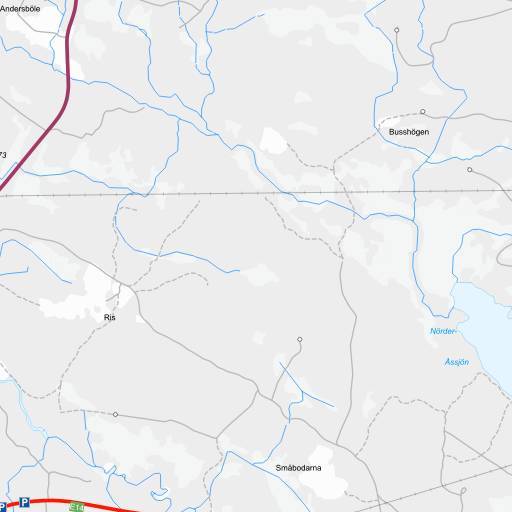 Andersböle
Busshögen
73
Ris
Nörder-
Åssjön
Småbodarna
P
P
E14